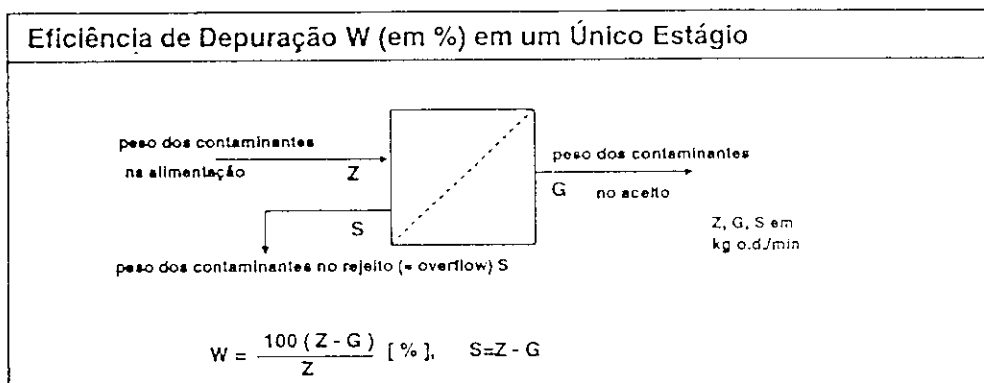 Eficiência de Depuração W (em %) em um Único Estágio
peso dos contaminantes
na alimentação
Z
S
peso dos contaminantes no rejeito (= overflow) S
peso dos contaminantes
G no aceito
Z, G, S em
kg o.d./min
W = 100 ( Z - G ) / Z [ % ], S=Z - G